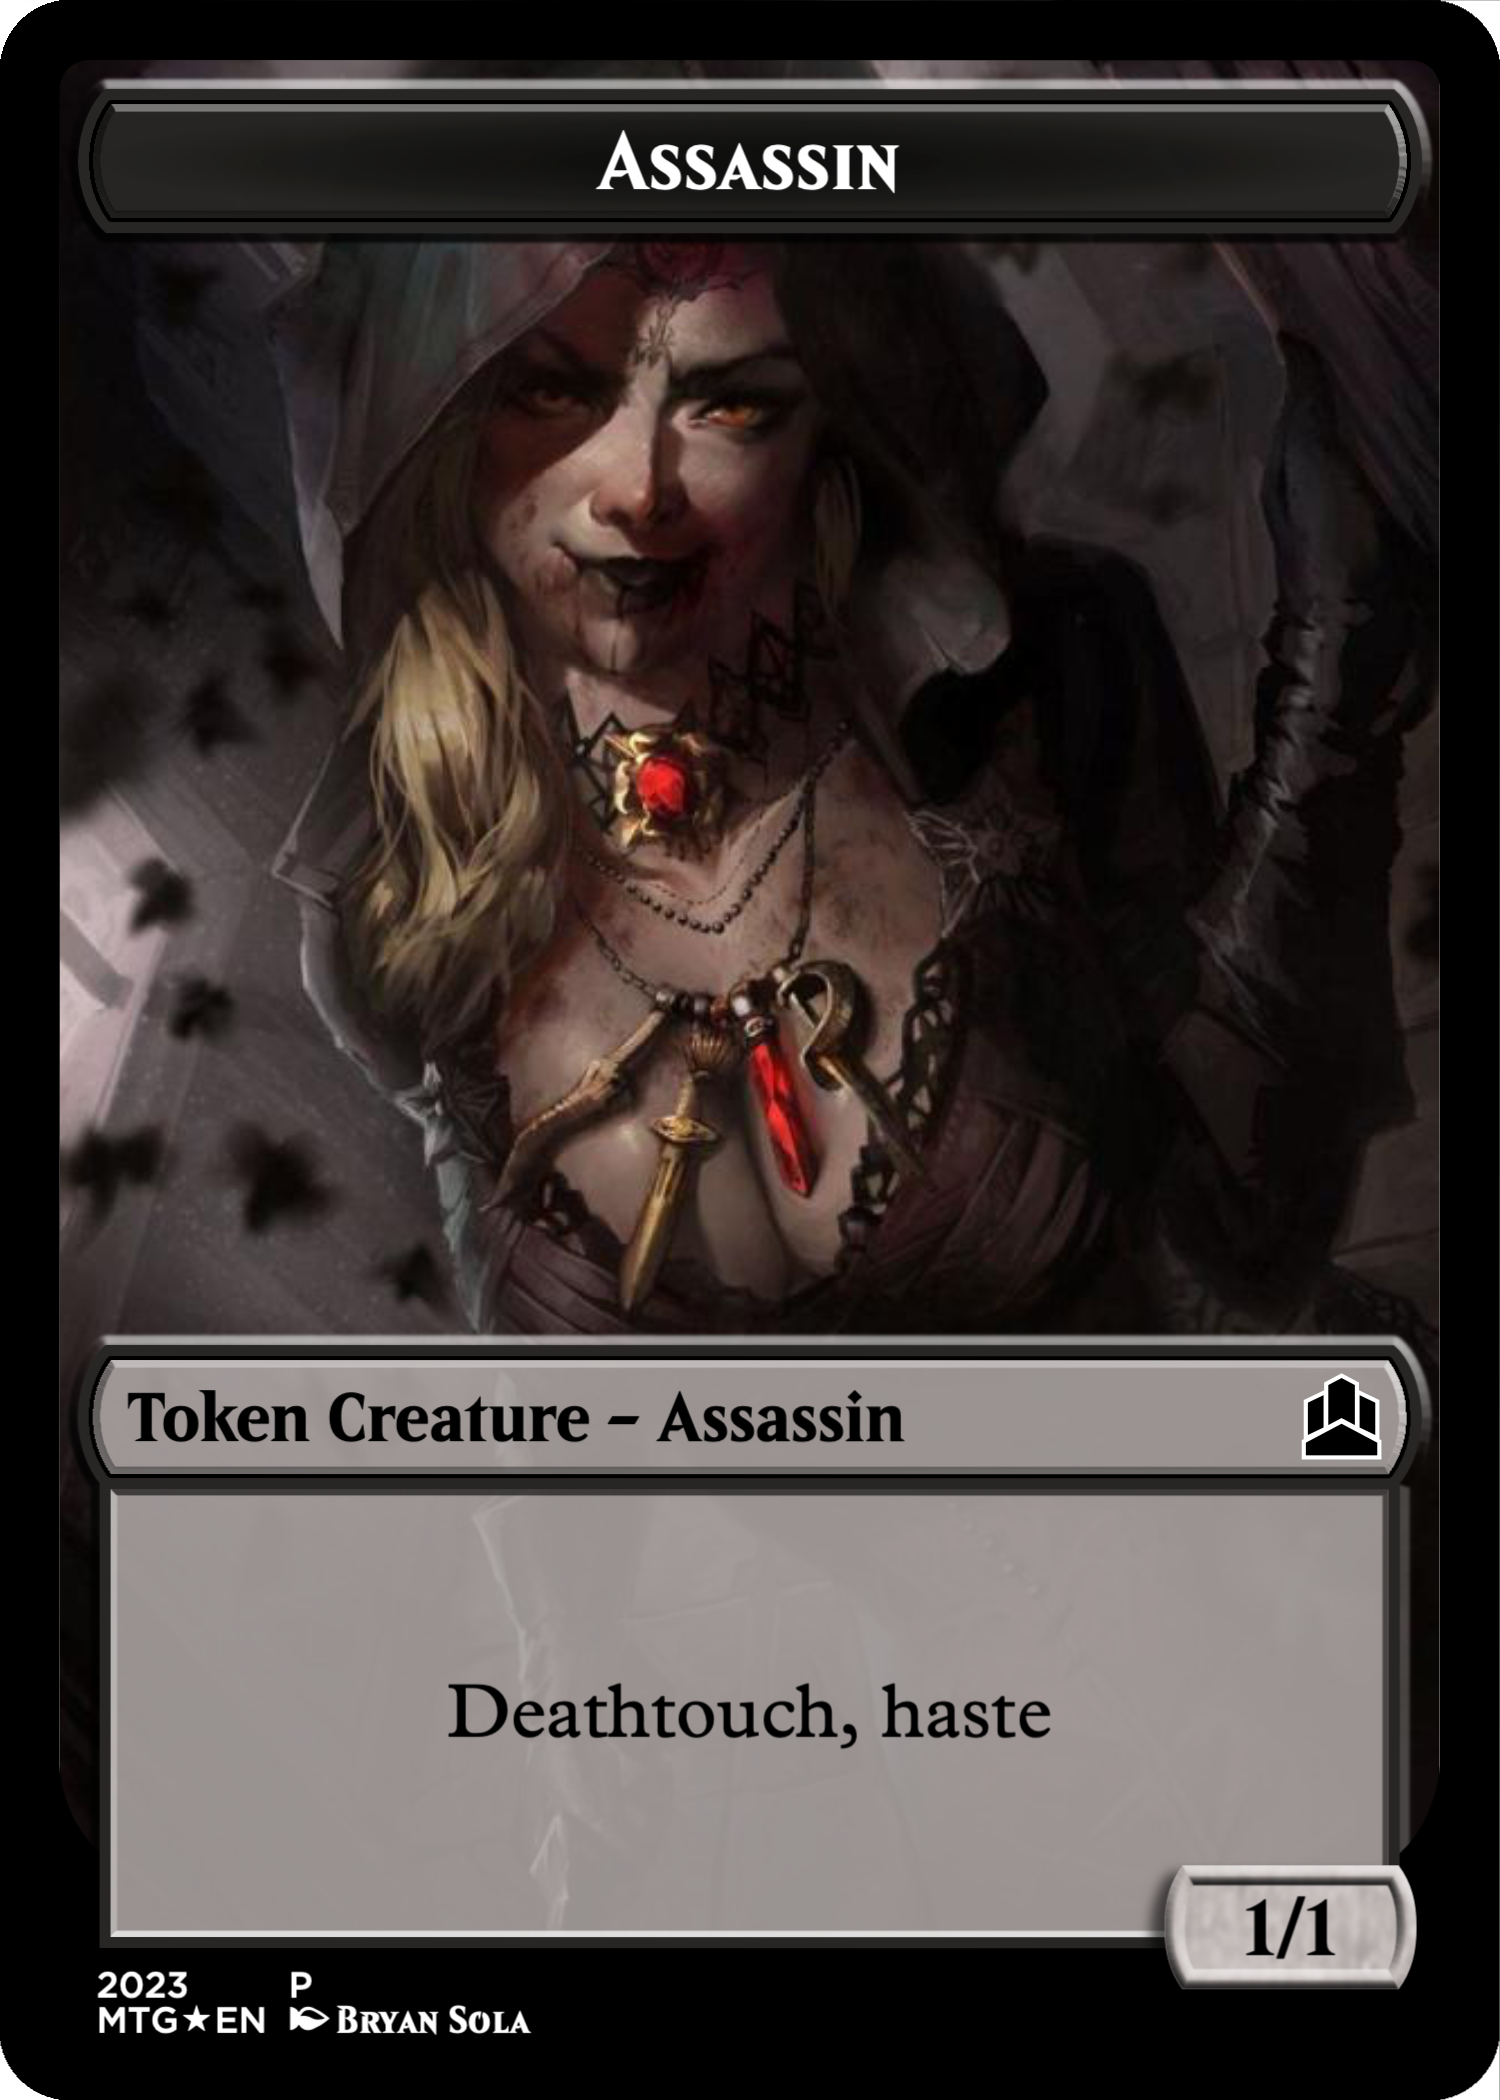 Assassin
Token Creature – Assassin
Deathtouch, haste
1/1
2023 P
MTG★EN Bryan Sola